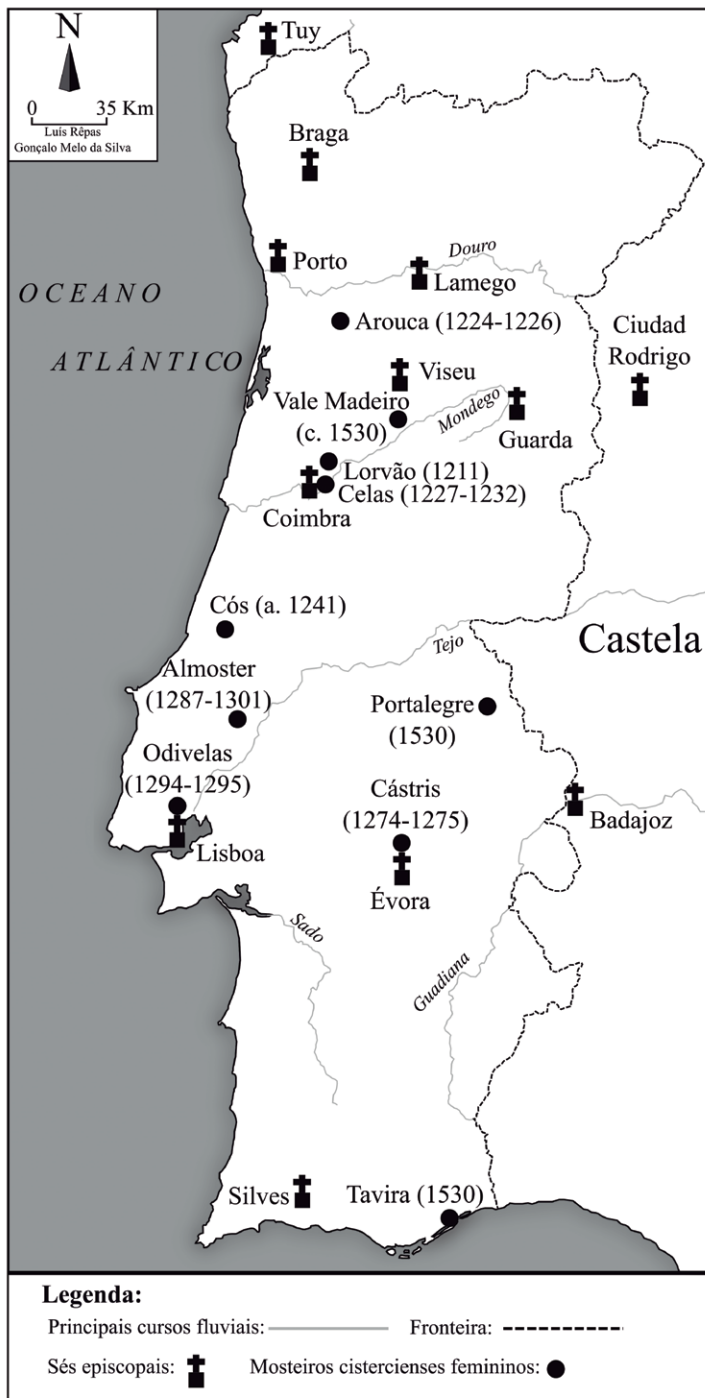 N
0 35 Km
Luís Rêpas
Gonçalo Melo da Silva
Tuy
Braga
Porto
Douro
Lamego
OCEANO
ATLÂNTICO
Arouca (1224-1226)
Ciudad
Rodrigo
Viseu
Vale Madeiro
(c. 1530)
Mondego
Guarda
Lorvão (1211)
Celas (1227-1232)
Coimbra
Cós (a. 1241)
Tejo
Castela
Almoster
(1287-1301)
Portalegre
(1530)
Odivelas
(1294-1295)
Cástris
(1274-1275)
Badajoz
Lisboa
Évora
Sado
Guadiana
Silves
Tavira (1530)
Legenda:
Principais cursos fluviais: Fronteira:
Sés episcopais: Mosteiros cistercienses femininos: